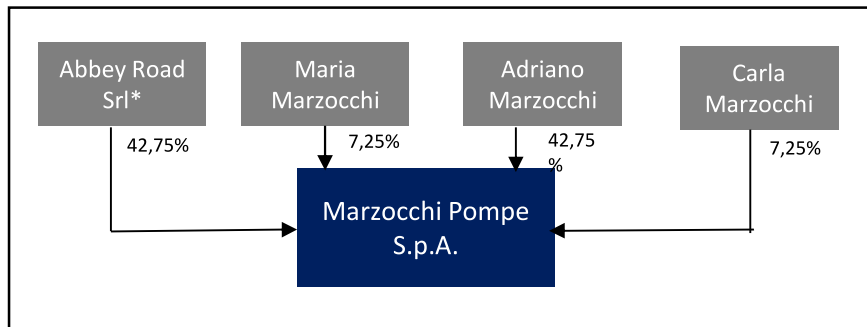 Abbey Road
Srl*
Maria
Marzocchi
Adriano
Marzocchi
Carla
Marzocchi
42,75%
7,25%
42,75
%
7,25%
Marzocchi Pompe
S.p.A.